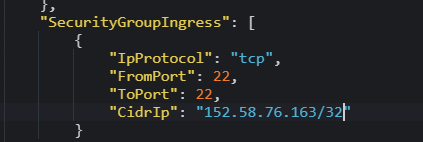 },
"SecurityGroupIngress": [
{
"IpProtocol": "tcp",
"FromPort": 22,
"ToPort": 22,
"CidrIp": "152.58.76.163/32"
}